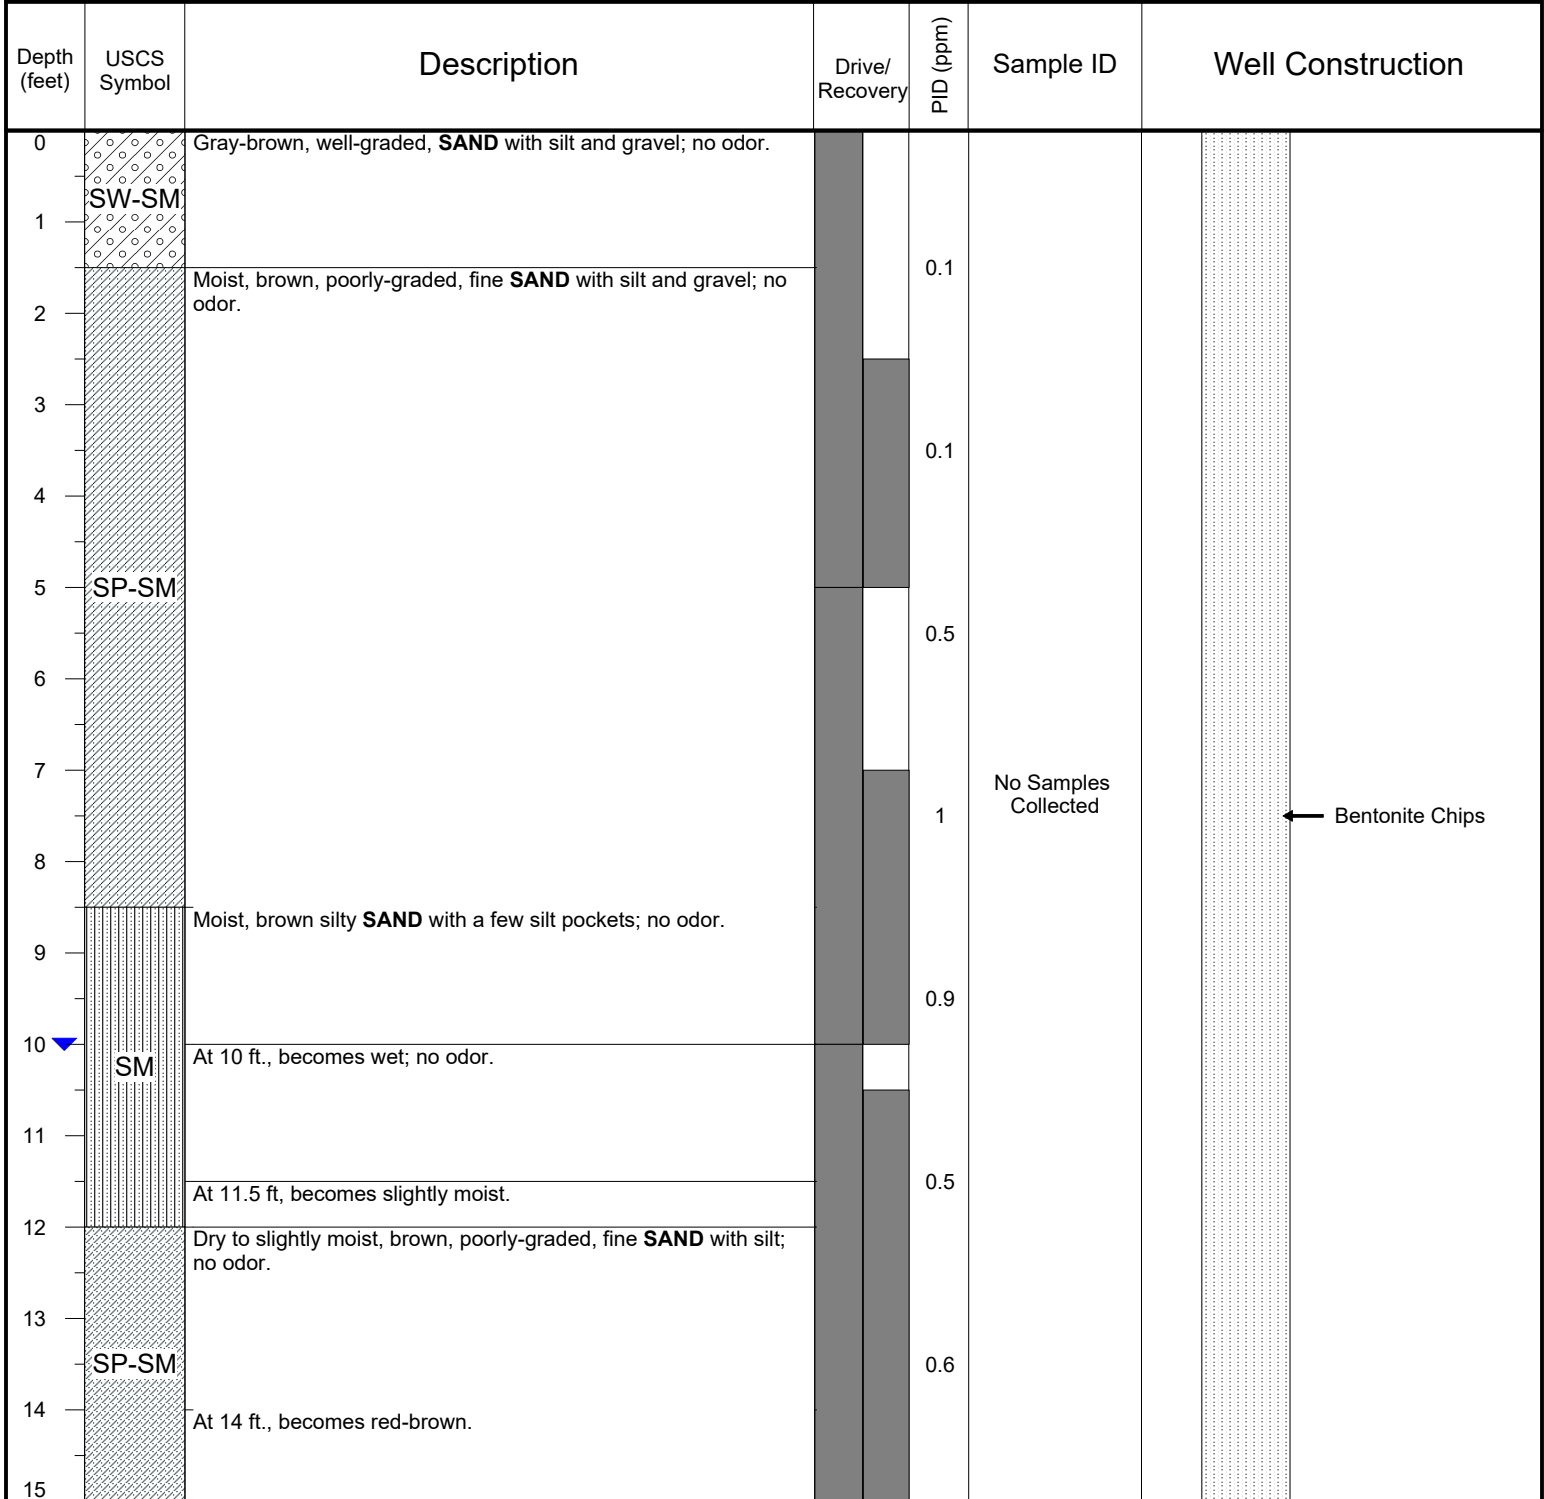 Depth
(feet)
USCS
Symbol
Description
Drive/
Recovery
PID (ppm)
Sample ID
Well Construction
0
Gray-brown, well-graded, SAND with silt and gravel; no odor.
SW-SM
1
0.1
Moist, brown, poorly-graded, fine SAND with silt and gravel; no
odor.
2
3
0.1
4
5
SP-SM
0.5
6
7
No Samples
Collected
1
Bentonite Chips
8
Moist, brown silty SAND with a few silt pockets; no odor.
9
0.9
10
At 10 ft., becomes wet; no odor.
SM
11
0.5
At 11.5 ft, becomes slightly moist.
12
Dry to slightly moist, brown, poorly-graded, fine SAND with silt;
no odor.
13
SP-SM
0.6
14
At 14 ft., becomes red-brown.
15